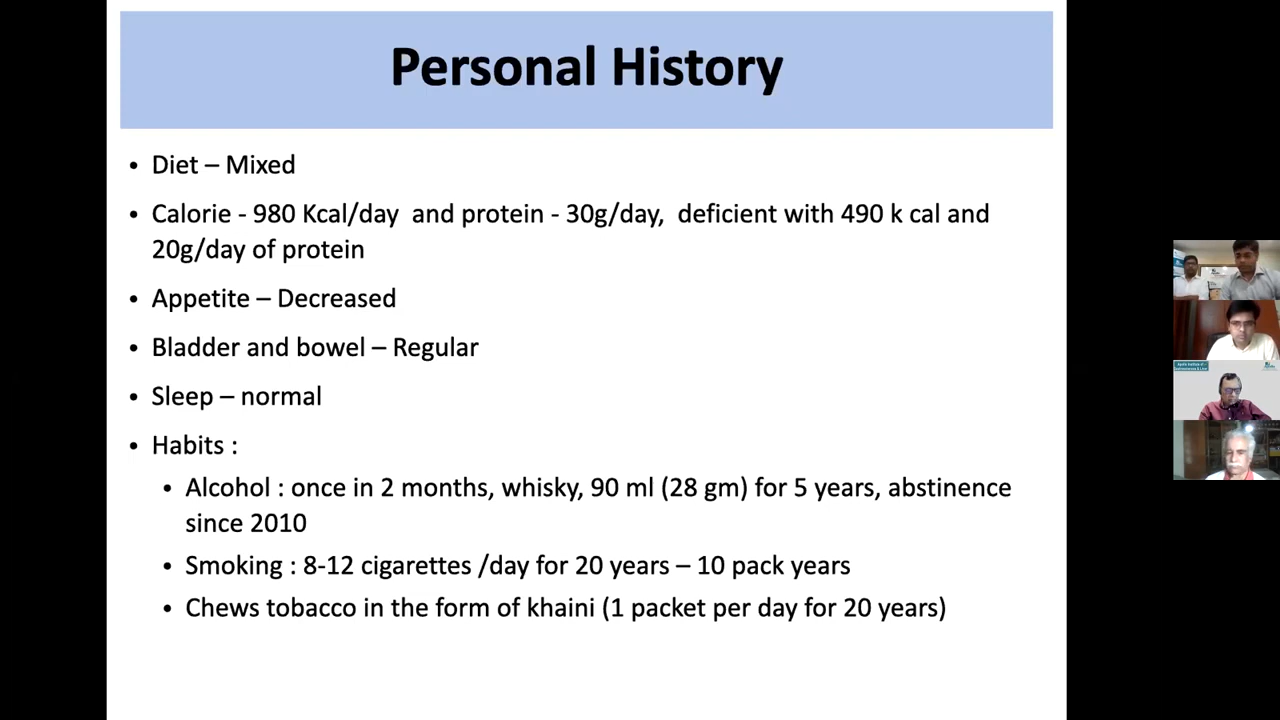 Personal History
• Diet – Mixed
• Calorie - 980 Kcal/day and protein - 30g/day, deficient with 490 k cal and
20g/day of protein
• Appetite – Decreased
• Bladder and bowel – Regular
• Sleep – normal
• Habits :
• Alcohol : once in 2 months, whisky, 90 ml (28 gm) for 5 years, abstinence
since 2010
• Smoking : 8-12 cigarettes /day for 20 years – 10 pack years
• Chews tobacco in the form of khaini (1 packet per day for 20 years)